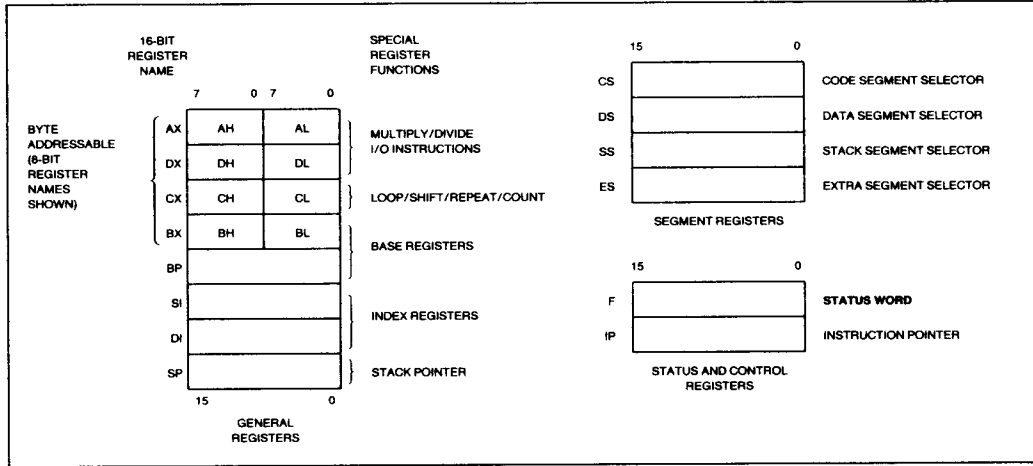 16-BIT
REGISTER
NAME
SPECIAL
REGISTER
FUNCTIONS
7 0 7 0
BYTE
ADDRESSABLE
(8-BIT
REGISTER
NAMES
SHOWN)
AX AH AL
DX DH DL
MULTIPLY/DIVIDE
I/O INSTRUCTIONS
CX CH CL LOOP/SHIFT/REPEAT/COUNT
BX BH BL
BP
BASE REGISTERS
SI
DI
INDEX REGISTERS
SP STACK POINTER
15 0
GENERAL
REGISTERS
15 0
CS CODE SEGMENT SELECTOR
DS DATA SEGMENT SELECTOR
SS STACK SEGMENT SELECTOR
ES EXTRA SEGMENT SELECTOR
SEGMENT REGISTERS
15 0
F STATUS WORD
IP INSTRUCTION POINTER
STATUS AND CONTROL
REGISTERS